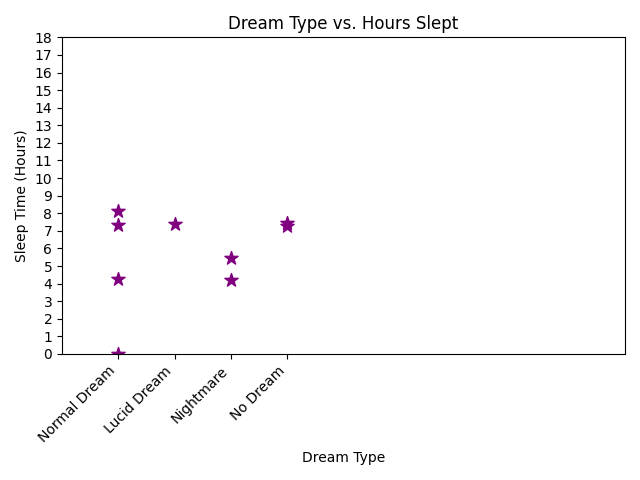 Dream Type vs. Hours Slept
Sleep Time (Hours)
18
17
16
15
14
13
12
11
10
9
8
7
6
5
4
3
2
1
0
Normal Dream
Lucid Dream
Nightmare
No Dream
Dream Type